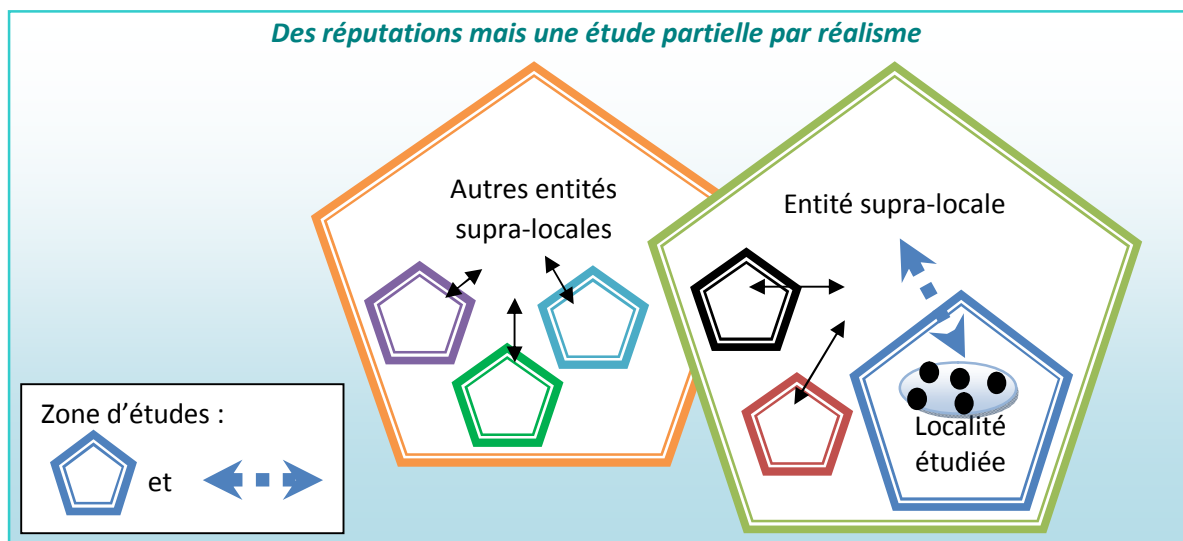 Des réputations mais une étude partielle par réalisme
Autres entités
supra-locales
Entité supra-locale
Localité
étudiée
Zone d'études :
et